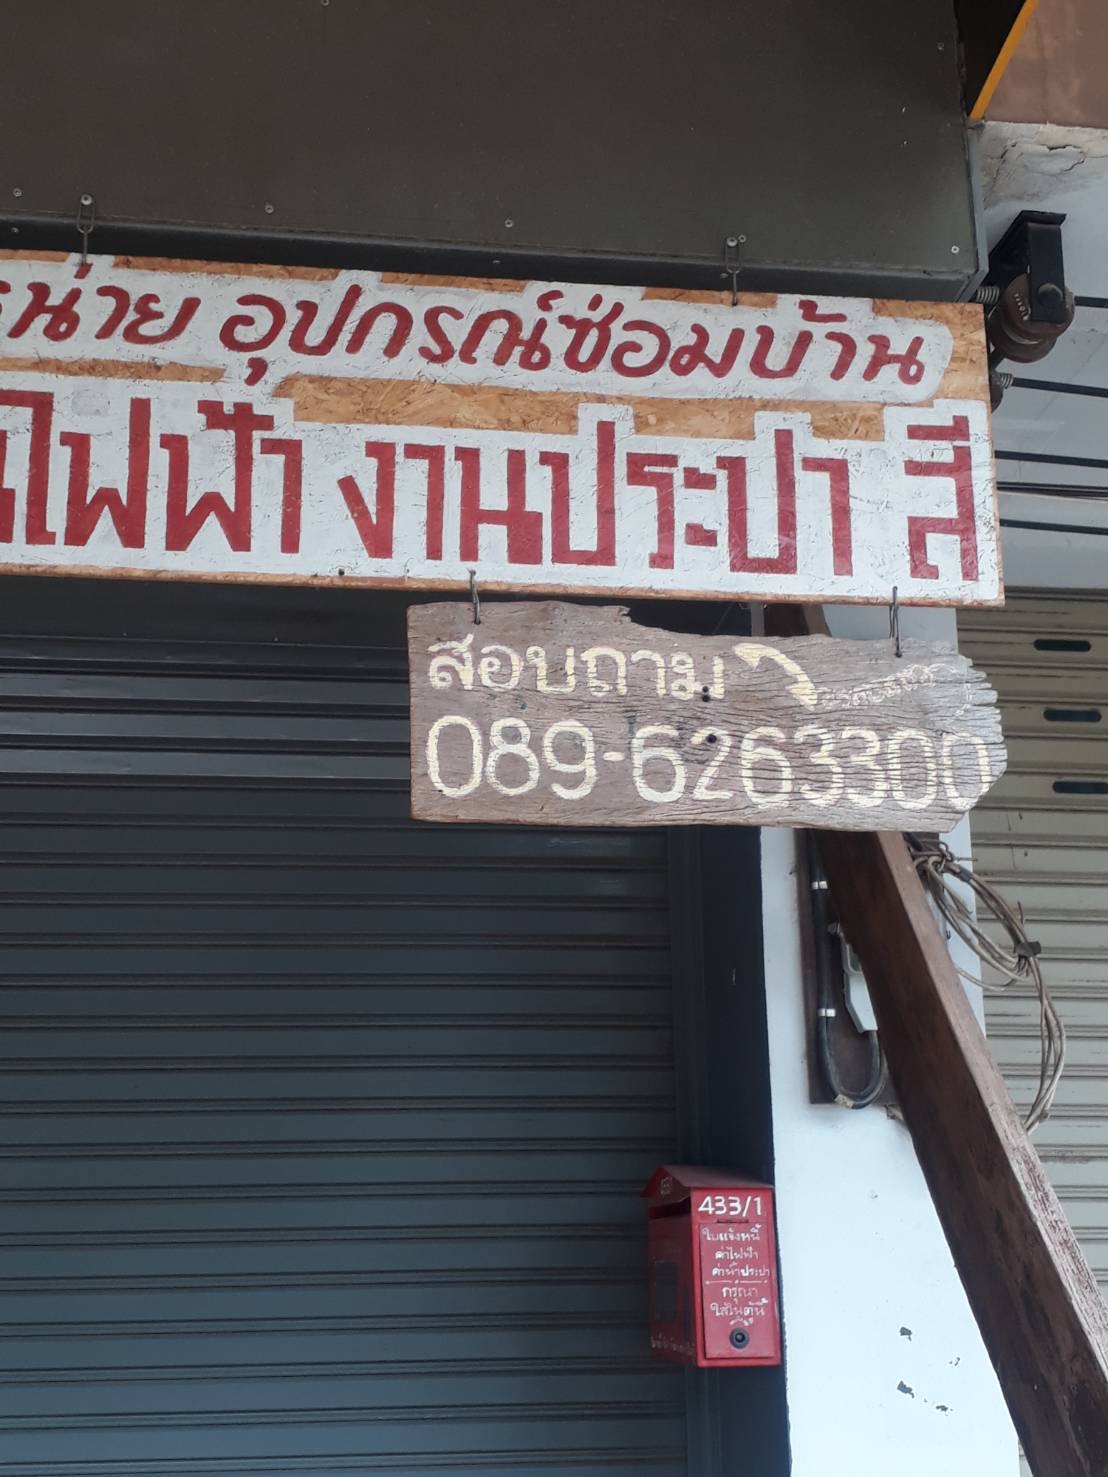 หน่าย อุปกรณ์ซ่อมบ้าน
ไฟฟ้า งานประปา สี
สอบถาม
089-6263300
433/1
ใบแจ้งหนี้
ค่าไฟฟ้า
ค่าน้ำประปา
กรุณา
ใส่ในตู้นี้